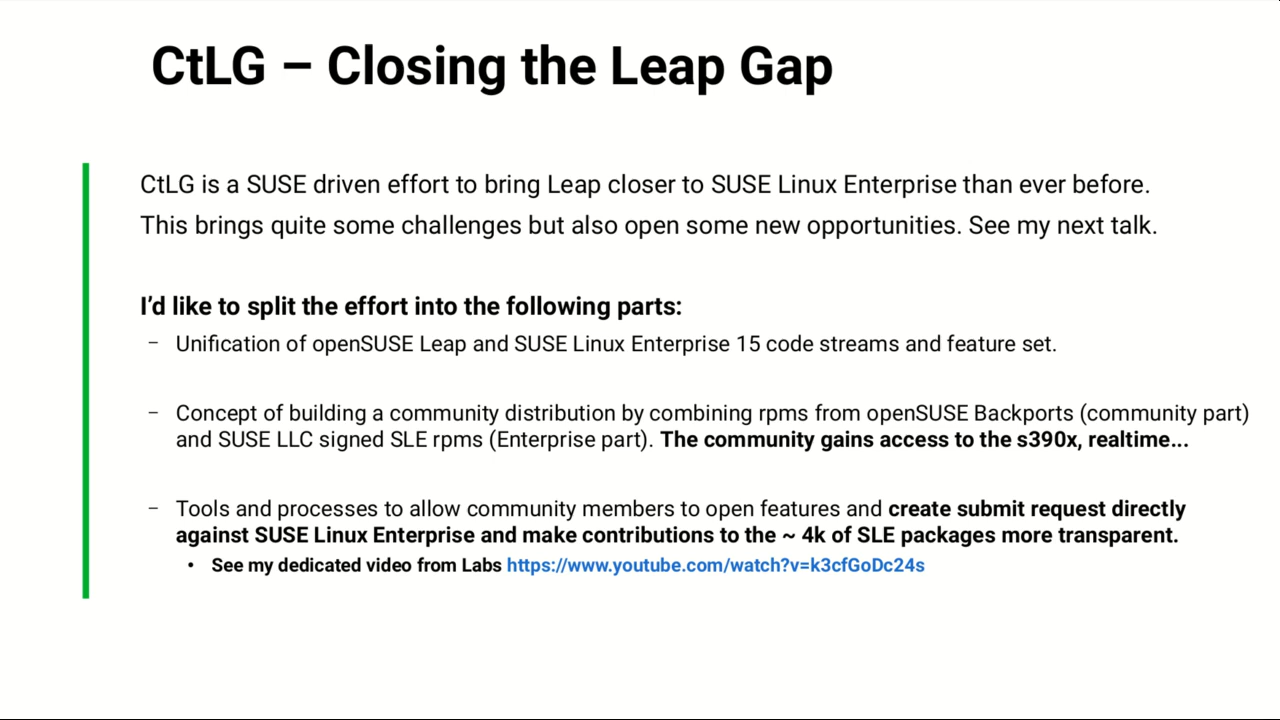 CtLG – Closing the Leap Gap
CtLG is a SUSE driven effort to bring Leap closer to SUSE Linux Enterprise than ever before.
This brings quite some challenges but also open some new opportunities. See my next talk.
I’d like to split the effort into the following parts:
– Unification of openSUSE Leap and SUSE Linux Enterprise 15 code streams and feature set.
– Concept of building a community distribution by combining rpms from openSUSE Backports (community part)
and SUSE LLC signed SLE rpms (Enterprise part). The community gains access to the s390x, realtime...
– Tools and processes to allow community members to open features and create submit request directly
against SUSE Linux Enterprise and make contributions to the ~ 4k of SLE packages more transparent.
• See my dedicated video from Labs https://www.youtube.com/watch?v=k3cfGoDc24s